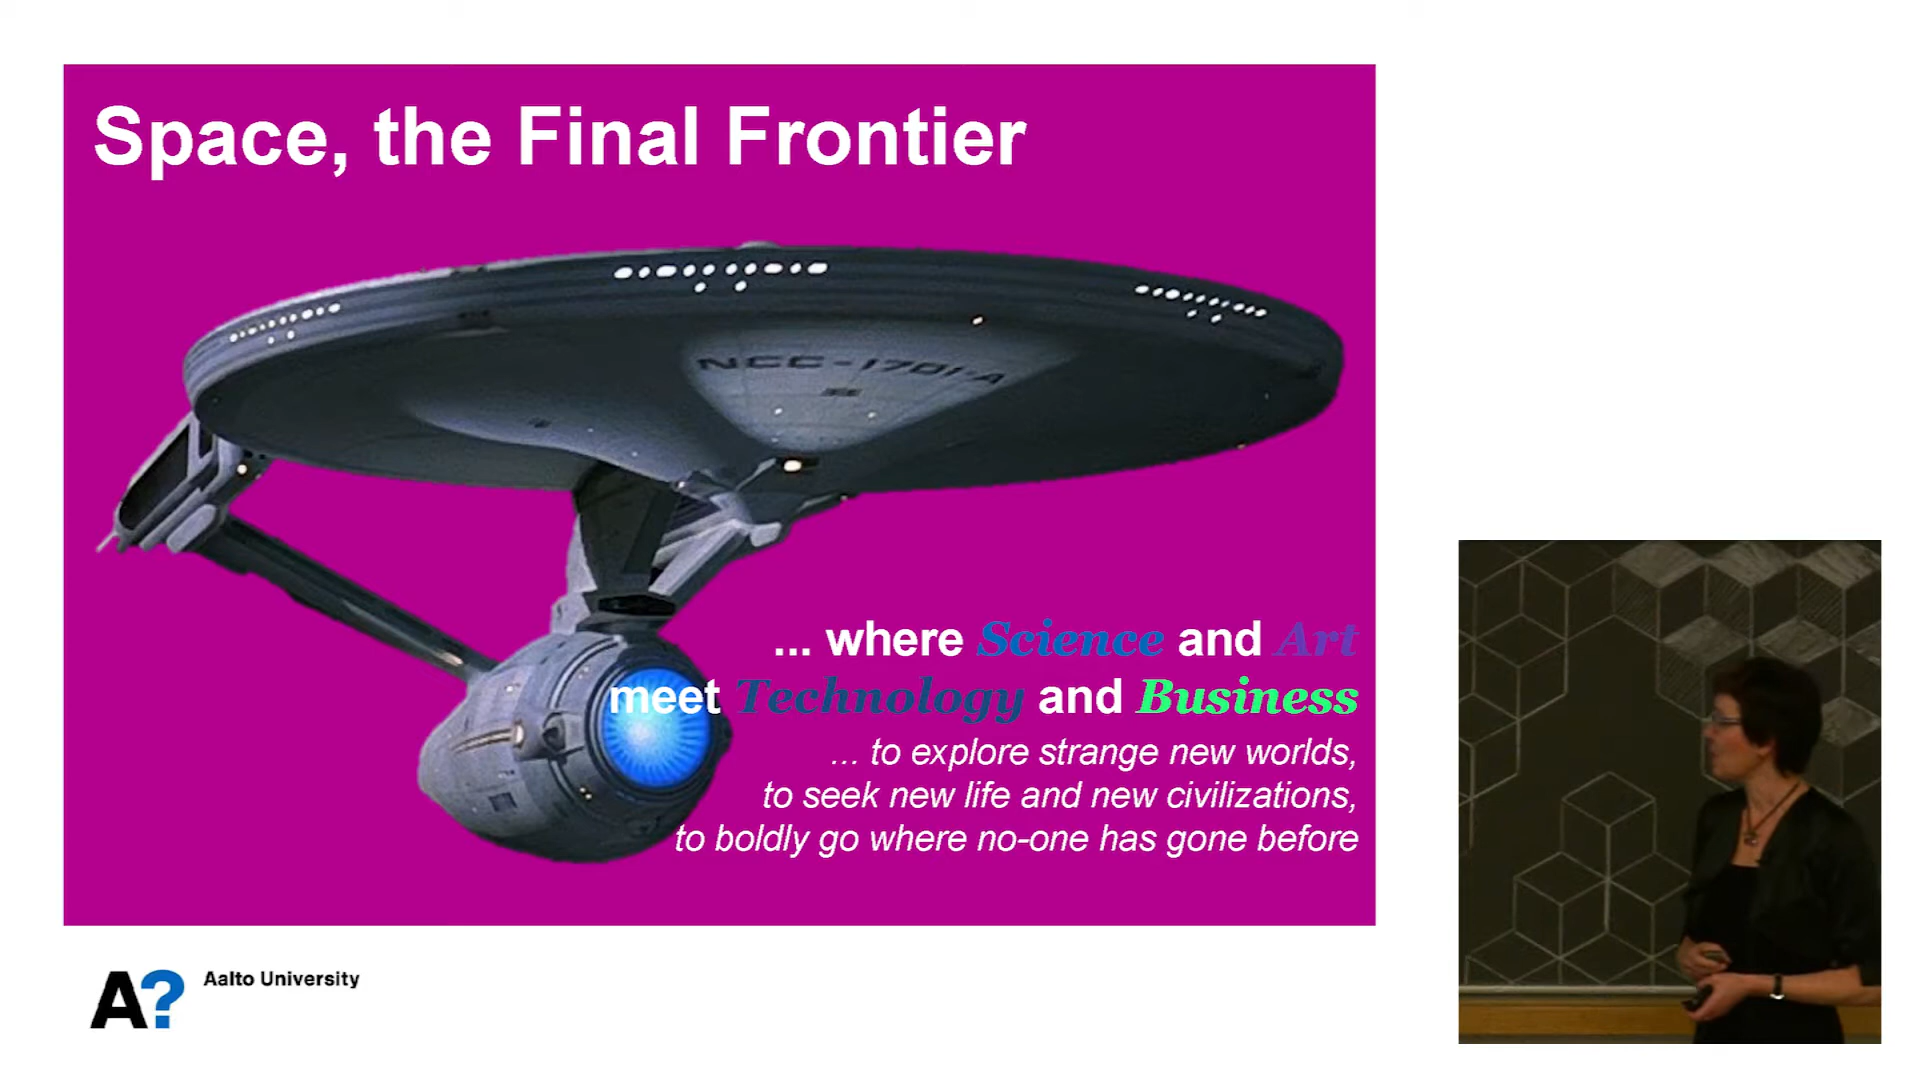 Space, the Final Frontier
NCC-1701-A
... where Science and Art
meet Technology and Business
... to explore strange new worlds,
to seek new life and new civilizations,
to boldly go where no-one has gone before
A? Aalto University